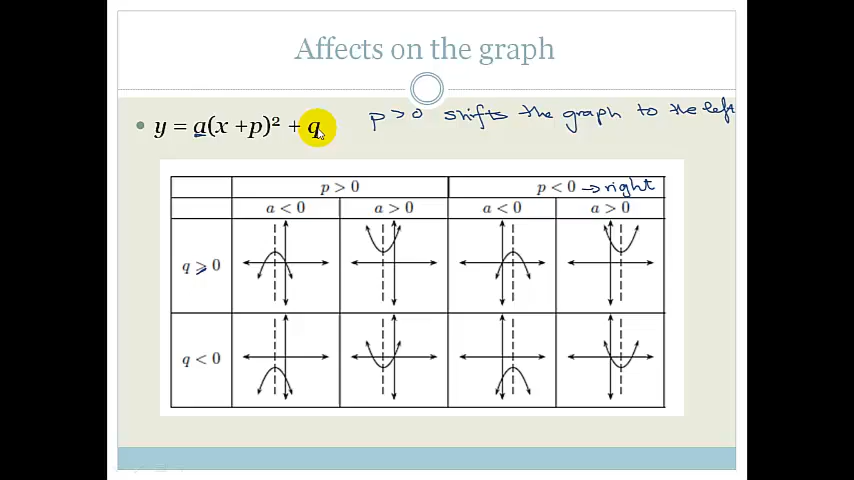 Affects on the graph
p > 0 shifts the graph to the left
• y = a(x +p)² + q
p > 0 p < 0 → right
a < 0 a > 0 a < 0 a > 0
q ⩾ 0
q < 0